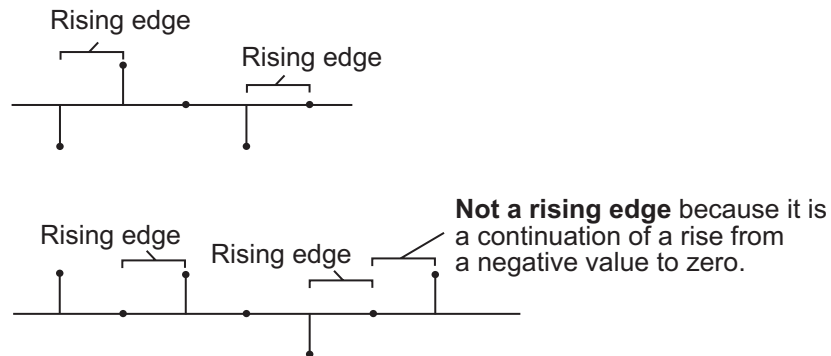 Rising edge
Rising edge
Rising edge
Rising edge
Not a rising edge because it is
a continuation of a rise from
a negative value to zero.